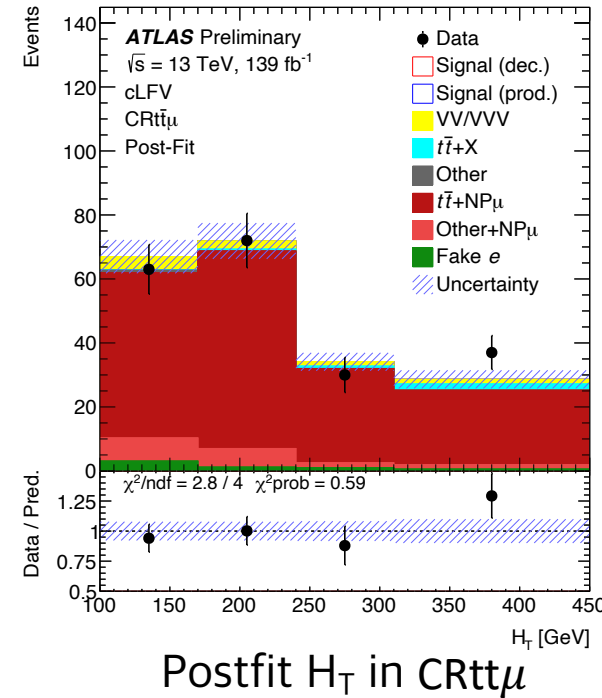 Events
140
120
100
80
60
40
20
0
ATLAS Preliminary
√s = 13 TeV, 139 fb⁻¹
cLFV
CRtt̄μ
Post-Fit
Data
Signal (dec.)
Signal (prod.)
VV/VVV
tt̄+X
Other
tt̄+NPμ
Other+NPμ
Fake e
Uncertainty
χ²/ndf = 2.8 / 4 χ²prob = 0.59
Data / Pred.
1.25
1
0.75
0.5
100 150 200 250 300 350 400 450
H_T [GeV]
Postfit H_T in CRttμ